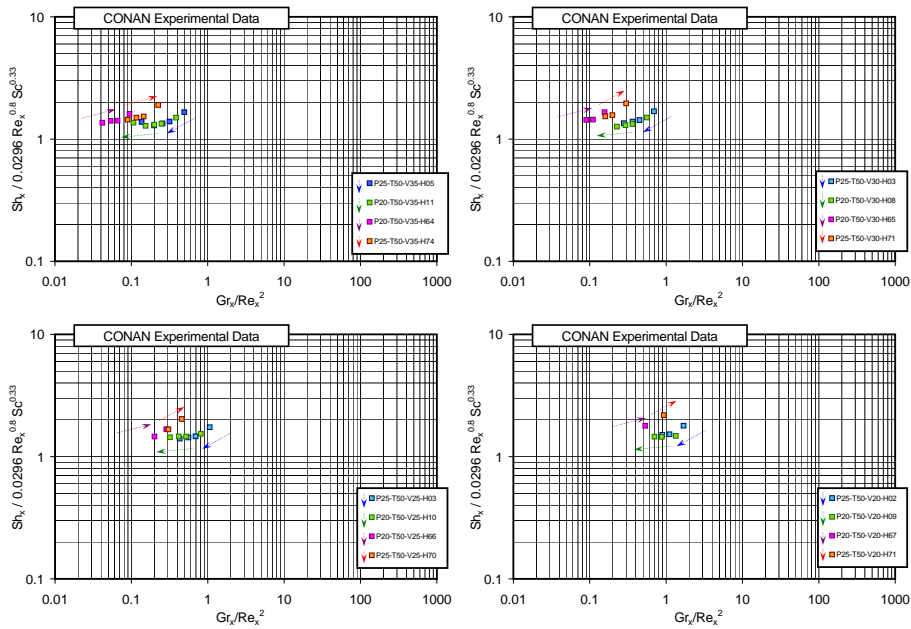 CONAN Experimental Data
10
1
0.1
0.01 0.1 1 10 100 1000
Sh_x / 0.0296 Re_x^0.8 Sc^0.33
Gr_x/Re_x^2
P25-T50-V35-H05
P20-T50-V35-H11
P20-T50-V35-H64
P25-T50-V35-H74
CONAN Experimental Data
10
1
0.1
0.01 0.1 1 10 100 1000
Sh_x / 0.0296 Re_x^0.8 Sc^0.33
Gr_x/Re_x^2
P25-T50-V30-H03
P20-T50-V30-H08
P20-T50-V30-H65
P25-T50-V30-H71
CONAN Experimental Data
10
1
0.1
0.01 0.1 1 10 100 1000
Sh_x / 0.0296 Re_x^0.8 Sc^0.33
Gr_x/Re_x^2
P25-T50-V25-H03
P20-T50-V25-H10
P20-T50-V25-H66
P25-T50-V25-H70
CONAN Experimental Data
10
1
0.1
0.01 0.1 1 10 100 1000
Sh_x / 0.0296 Re_x^0.8 Sc^0.33
Gr_x/Re_x^2
P25-T50-V20-H02
P20-T50-V20-H09
P20-T50-V20-H67
P25-T50-V20-H71